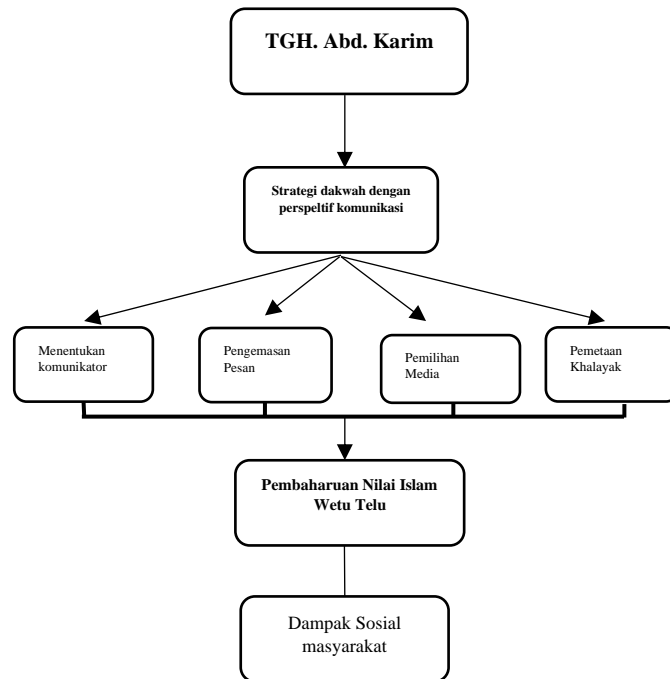 TGH. Abd. Karim
Strategi dakwah dengan
perspeltif komunikasi
Menentukan
komunikator
Pengemasan
Pesan
Pemilihan
Media
Pemetaan
Khalayak
Pembaharuan Nilai Islam
Wetu Telu
Dampak Sosial
masyarakat